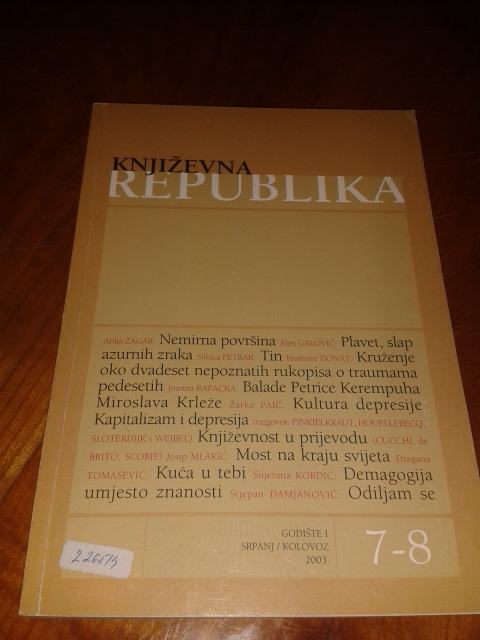 KNJIŽEVNA
REPUBLIKA
Anka ŽAGAR: Nemirna površina Alen GALOVIĆ: Plavet, slap
azurnih zraka Nikica PETRAK: Tin Branimir DONAT: Kruženje
oko dvadeset nepoznatih rukopisa o traumama
pedesetih Joanna RAPACKA: Balade Petrice Kerempuha
Miroslava Krleže Žarko PAIĆ: Kultura depresije
Kapitalizam i depresija (razgovor: FINKIELKRAUT, HOUELLEBECQ,
SLOTERDIJK i WEIBEL) Književnost u prijevodu (CUCCHI, de
BRITO, SCOBIE) Josip MLAKIĆ: Most na kraju svijeta Dragana
TOMAŠEVIĆ: Kuća u tebi Snježana KORDIĆ: Demagogija
umjesto znanosti Stjepan DAMJANOVIĆ: Odiljam se
GODIŠTE I
SRPANJ / KOLOVOZ
2003.
7-8